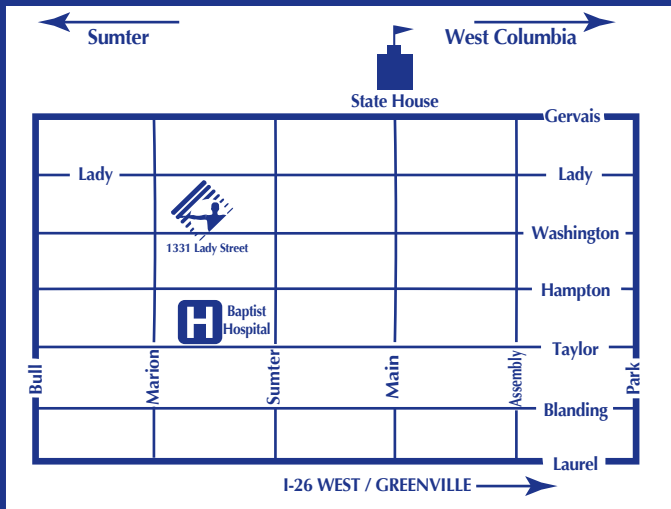 Sumter
West Columbia
State House
Gervais
Lady
Lady
1331 Lady Street
Washington
Hampton
H
Baptist
Hospital
Taylor
Bull
Marion
Sumter
Main
Assembly
Park
Blanding
Laurel
I-26 WEST / GREENVILLE